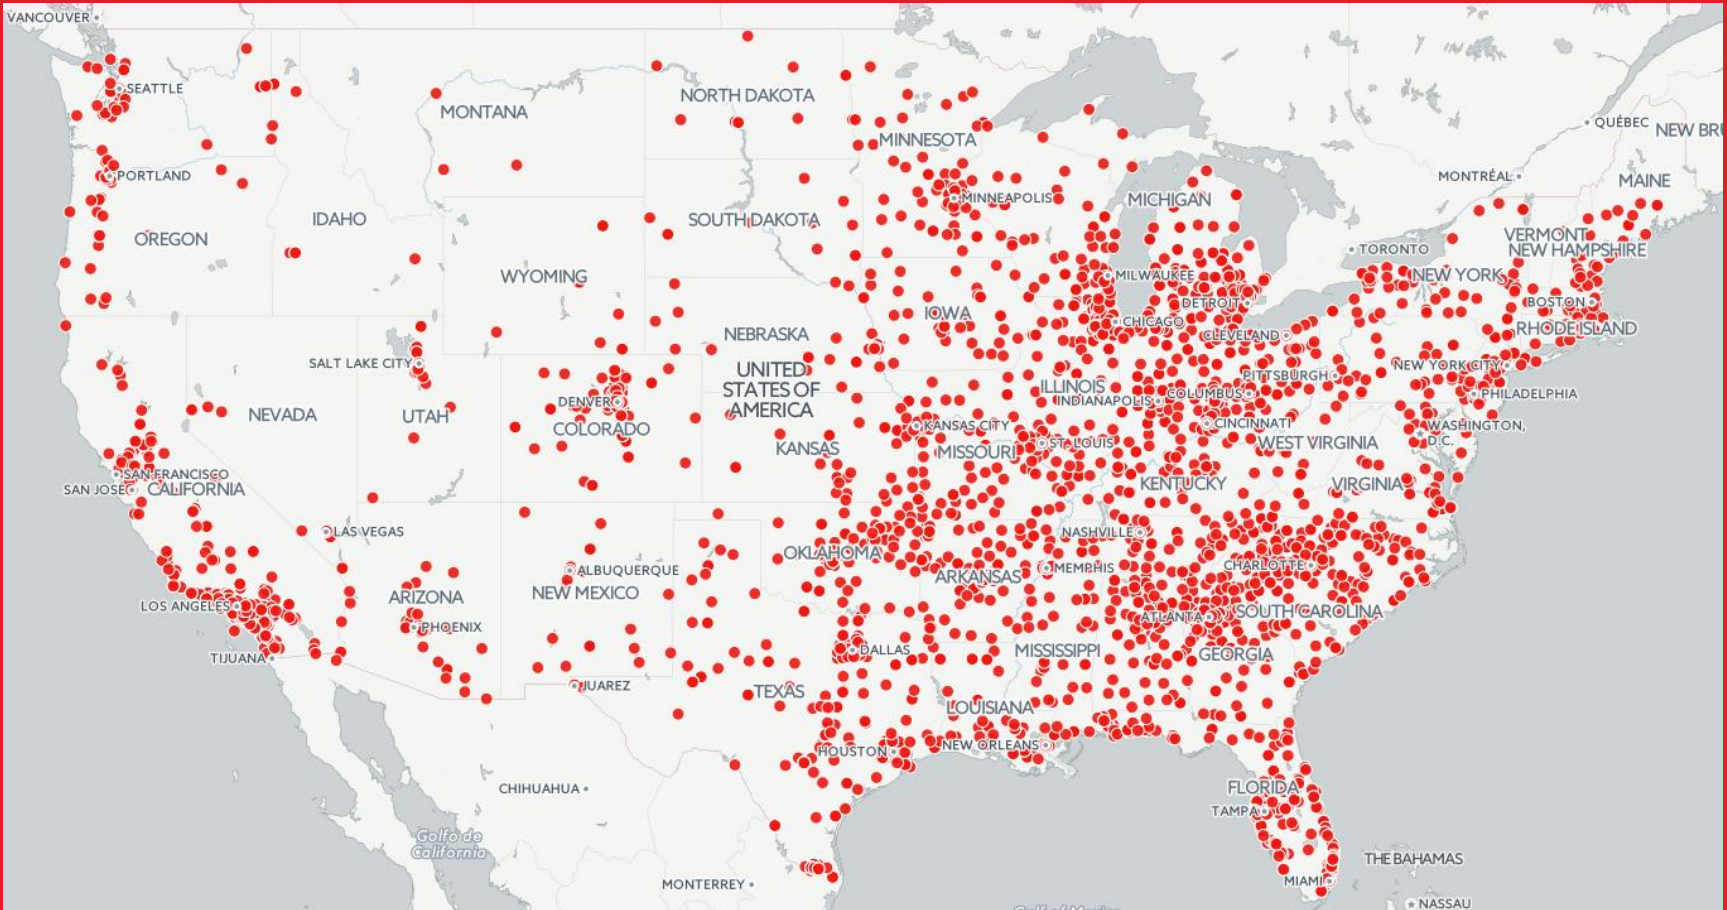 VANCOUVER
SEATTLE
MONTANA
NORTH DAKOTA
MINNESOTA
QUÉBEC
NEW BRU
PORTLAND
MONTRÉAL
MAINE
MINNEAPOLIS
MICHIGAN
IDAHO
SOUTH DAKOTA
OREGON
VERMONT
TORONTO
NEW HAMPSHIRE
WYOMING
MILWAUKEE
NEW YORK
DETROIT
BOSTON
IOWA
CHICAGO
RHODE ISLAND
NEBRASKA
CLEVELAND
SALT LAKE CITY
NEW YORK CITY
UNITED
STATES OF
AMERICA
PITTSBURGH
ILLINOIS
INDIANAPOLIS
COLUMBUS
PHILADELPHIA
DENVER
NEVADA
UTAH
COLORADO
KANSAS CITY
CINCINNATI
WASHINGTON,
D.C.
KANSAS
MISSOURI
ST. LOUIS
WEST VIRGINIA
SAN FRANCISCO
SAN JOSE
CALIFORNIA
KENTUCKY
VIRGINIA
LAS VEGAS
NASHVILLE
OKLAHOMA
ALBUQUERQUE
ARKANSAS
MEMPHIS
CHARLOTTE
NEW MEXICO
ARIZONA
LOS ANGELES
PHOENIX
ATLANTA
SOUTH CAROLINA
TIJUANA
DALLAS
MISSISSIPPI
GEORGIA
JUAREZ
TEXAS
LOUISIANA
HOUSTON
NEW ORLEANS
CHIHUAHUA
FLORIDA
TAMPA
Golfo de
California
THE BAHAMAS
MONTERREY
MIAMI
NASSAU